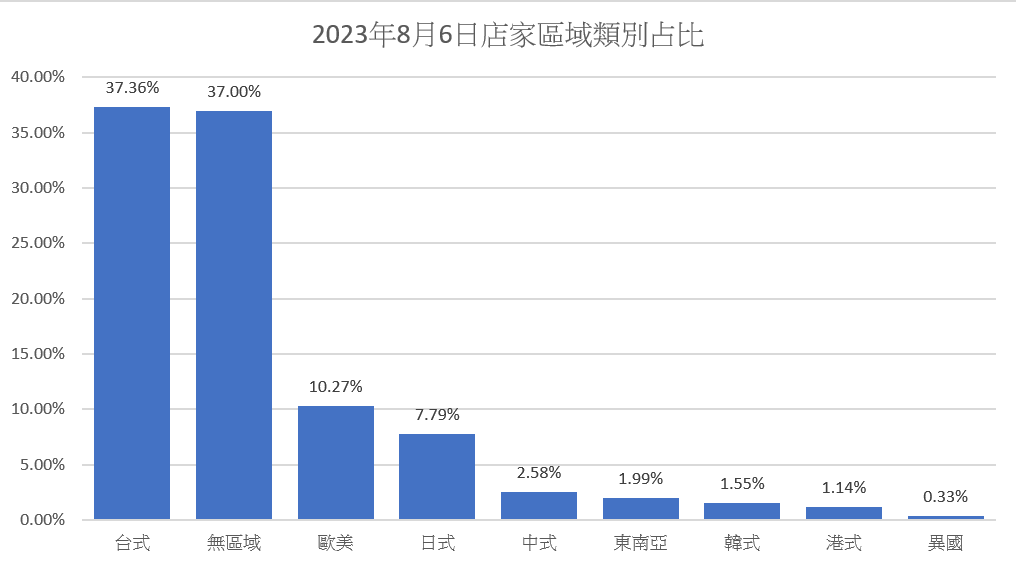 2023年8月6日店家區域類別占比
40.00%
35.00%
30.00%
25.00%
20.00%
15.00%
10.00%
5.00%
0.00%
37.36%
37.00%
10.27%
7.79%
2.58%
1.99%
1.55%
1.14%
0.33%
台式
無區域
歐美
日式
中式
東南亞
韓式
港式
異國